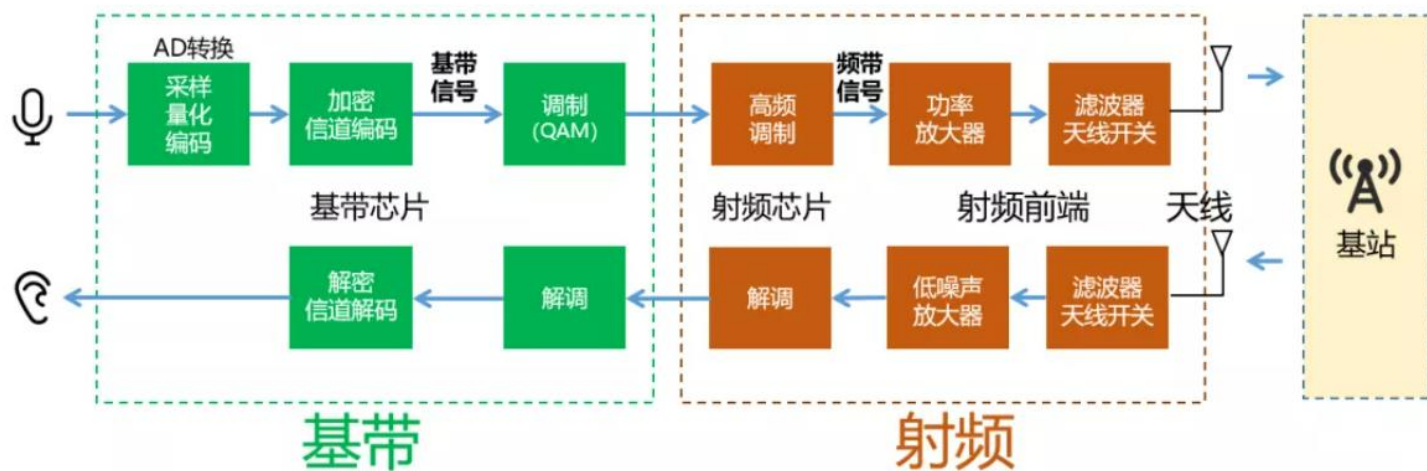 AD转换
采样
量化
编码
加密
信道编码
基带
信号
调制
(QAM)
高频
调制
频带
信号
功率
放大器
滤波器
天线开关
基带芯片
射频芯片
射频前端
天线
基站
解密
信道解码
解调
解调
低噪声
放大器
滤波器
天线开关
基带
射频